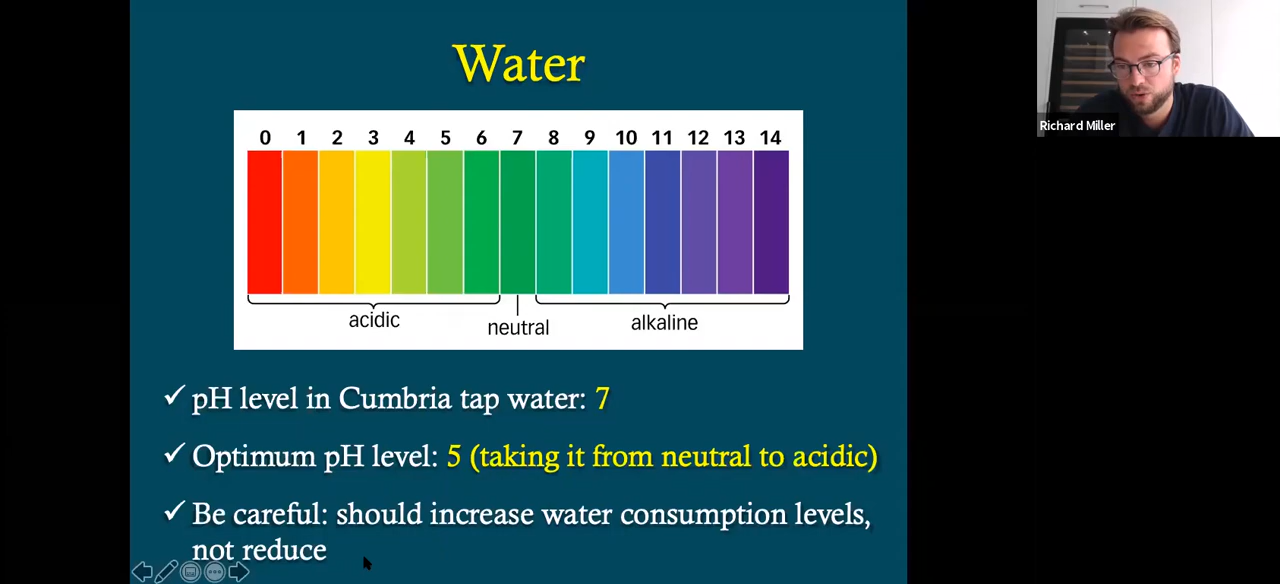 Water
0 1 2 3 4 5 6 7 8 9 10 11 12 13 14
acidic
neutral
alkaline
pH level in Cumbria tap water: 7
Optimum pH level: 5 (taking it from neutral to acidic)
Be careful: should increase water consumption levels,
not reduce
Richard Miller